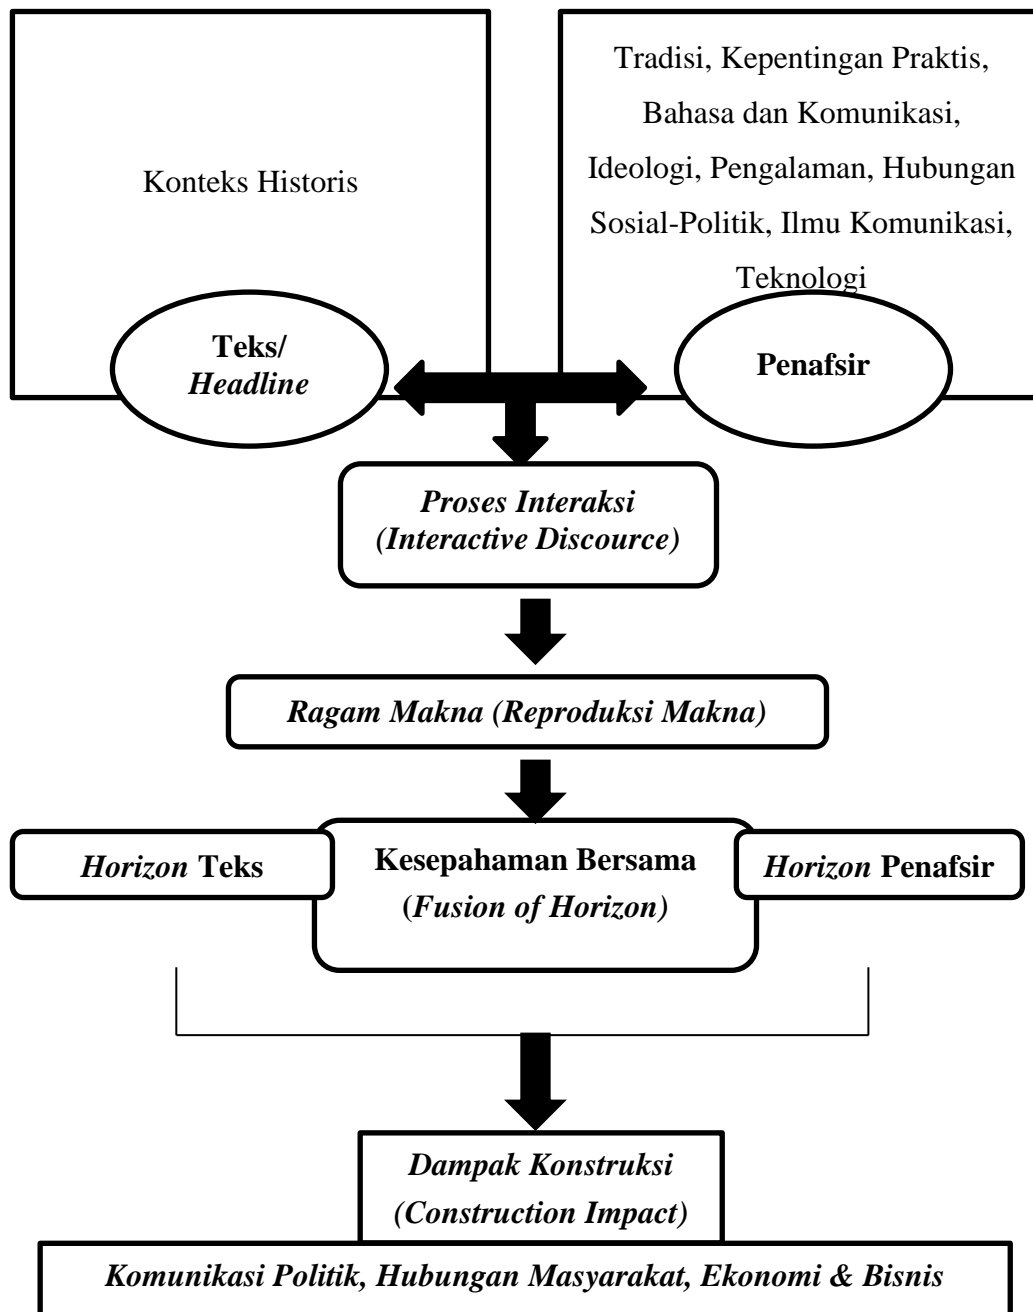 Konteks Historis
Tradisi, Kepentingan Praktis,
Bahasa dan Komunikasi,
Ideologi, Pengalaman, Hubungan
Sosial-Politik, Ilmu Komunikasi,
Teknologi
Teks/
Headline
Penafsir
Proses Interaksi
(Interactive Discource)
Ragam Makna (Reproduksi Makna)
Horizon Teks
Kesepahaman Bersama
(Fusion of Horizon)
Horizon Penafsir
Dampak Konstruksi
(Construction Impact)
Komunikasi Politik, Hubungan Masyarakat, Ekonomi & Bisnis